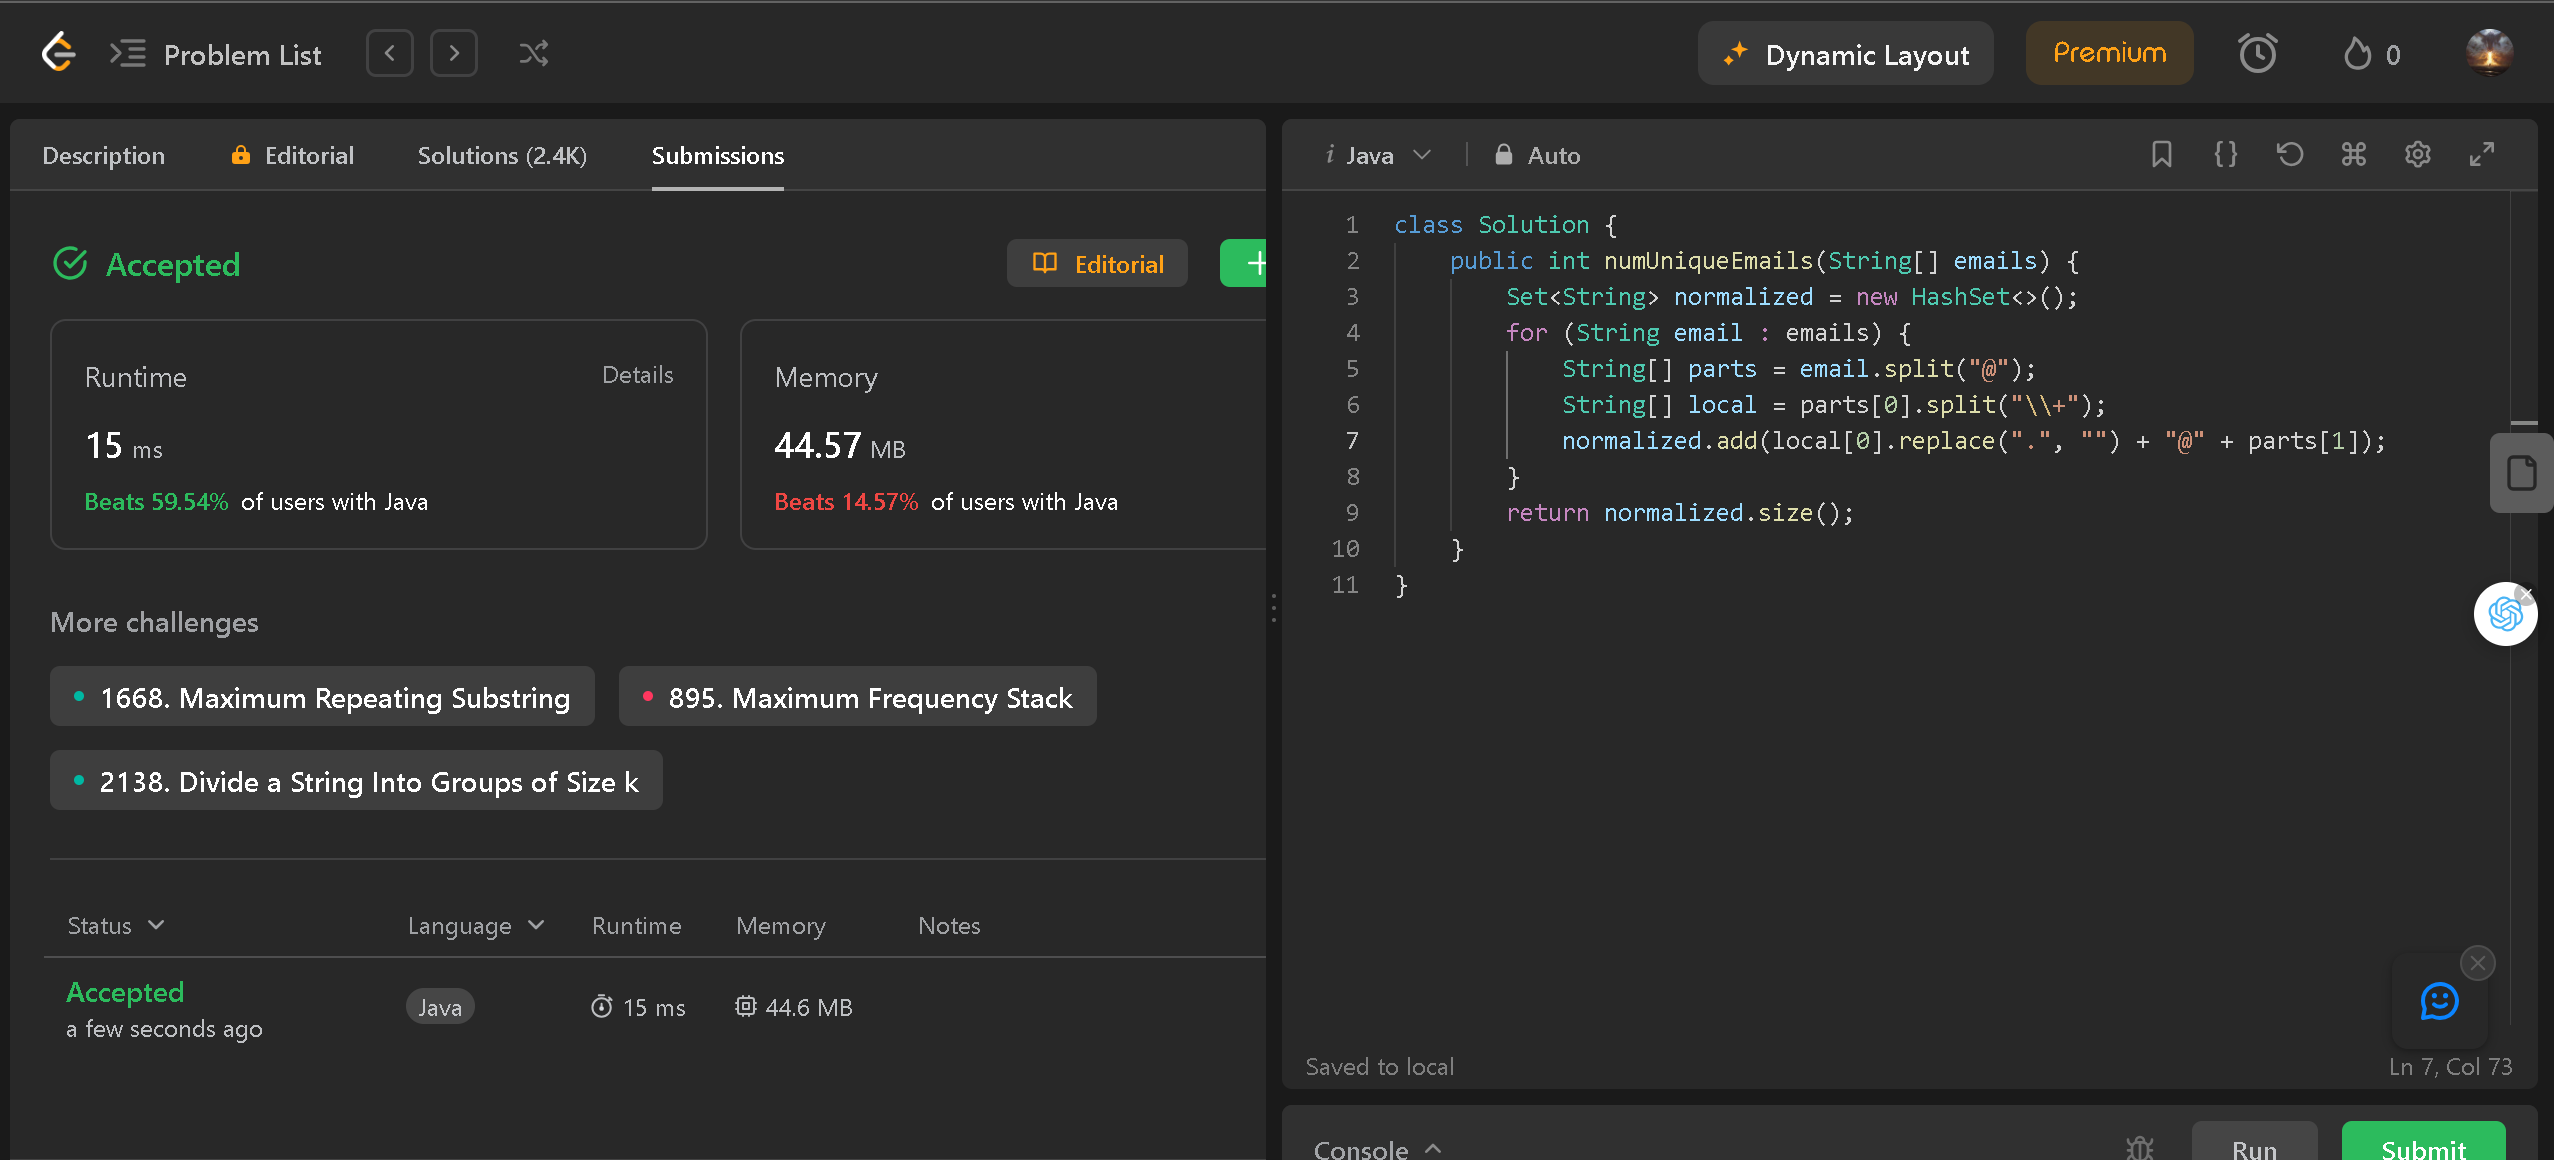 Problem List
Dynamic Layout
Premium
0
Description
Editorial
Solutions (2.4K)
Submissions
Accepted
Editorial
+
Runtime
Details
15 ms
Beats 59.54% of users with Java
Memory
44.57 MB
Beats 14.57% of users with Java
More challenges
1668. Maximum Repeating Substring
895. Maximum Frequency Stack
2138. Divide a String Into Groups of Size k
Status
Language
Runtime
Memory
Notes
Accepted
a few seconds ago
Java
15 ms
44.6 MB
i Java
Auto
{}
1 class Solution {
2     public int numUniqueEmails(String[] emails) {
3         Set<String> normalized = new HashSet<>();
4         for (String email : emails) {
5             String[] parts = email.split("@");
6             String[] local = parts[0].split("\\+");
7             normalized.add(local[0].replace(".", "") + "@" + parts[1]);
8         }
9         return normalized.size();
10     }
11 }
Saved to local
Ln 7, Col 73
Console
Run
Submit